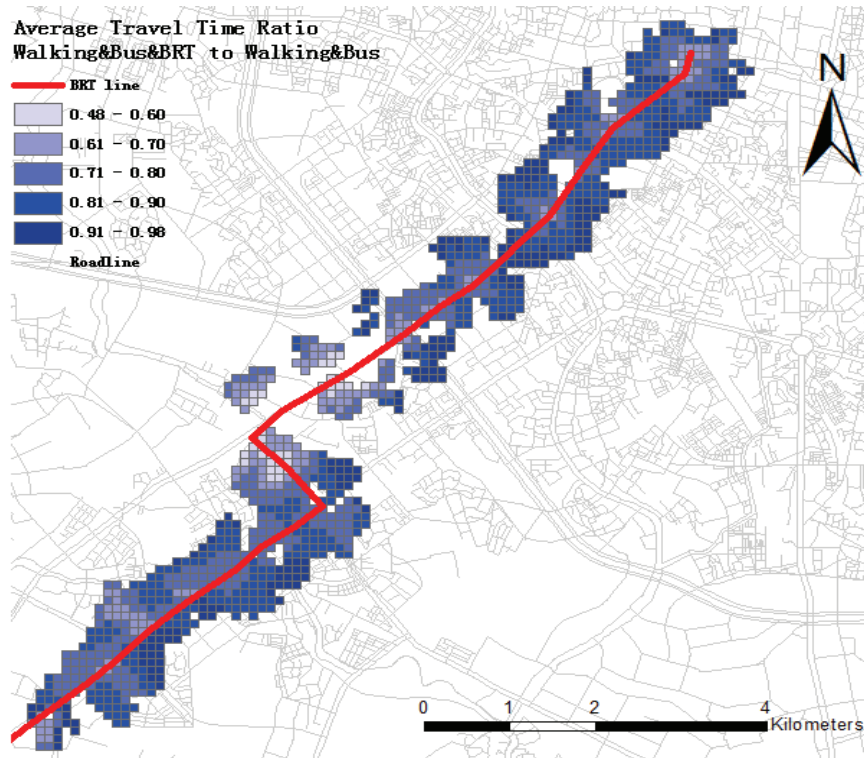 Average Travel Time Ratio
Walking&Bus&BRT to Walking&Bus
BRT line
0.48 - 0.60
0.61 - 0.70
0.71 - 0.80
0.81 - 0.90
0.91 - 0.98
Roadline
N
0 1 2 4
Kilometers